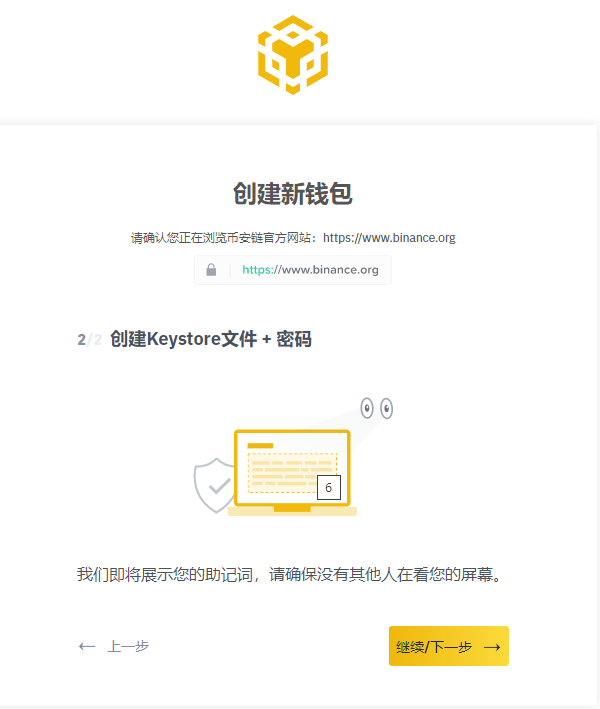 创建新钱包
请确认您正在浏览币安链官方网站：https://www.binance.org
https://www.binance.org
2/2 创建Keystore文件 + 密码
6
我们即将展示您的助记词，请确保没有其他人在看您的屏幕。
← 上一步
继续/下一步 →